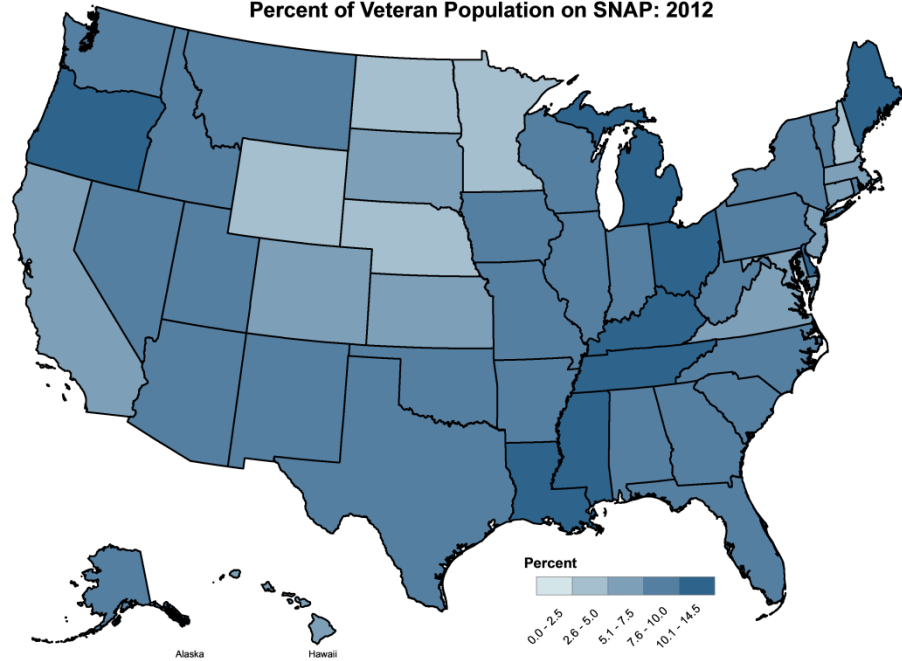 Percent of Veteran Population on SNAP: 2012
Percent
0.0 - 2.5
2.6 - 5.0
5.1 - 7.5
7.6 - 10.0
10.1 - 14.5
Alaska
Hawaii